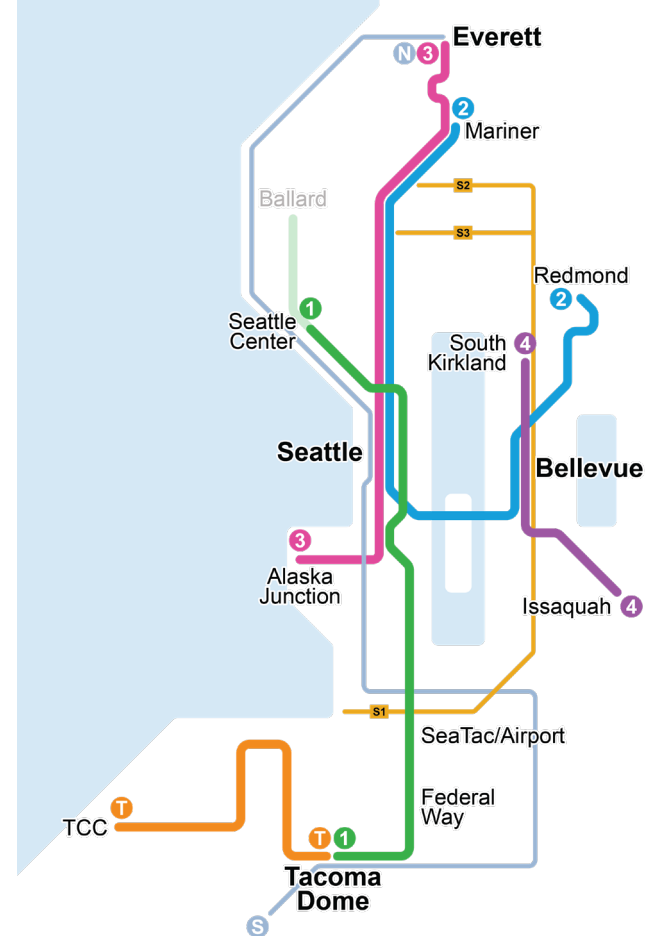 Everett
N 3
2
Mariner
S2
Ballard
S3
Redmond
2
1
Seattle
Center
South
Kirkland
4
Seattle
Bellevue
3
Alaska
Junction
Issaquah 4
S1
SeaTac/Airport
Federal
Way
T
TCC
T 1
Tacoma
Dome
S